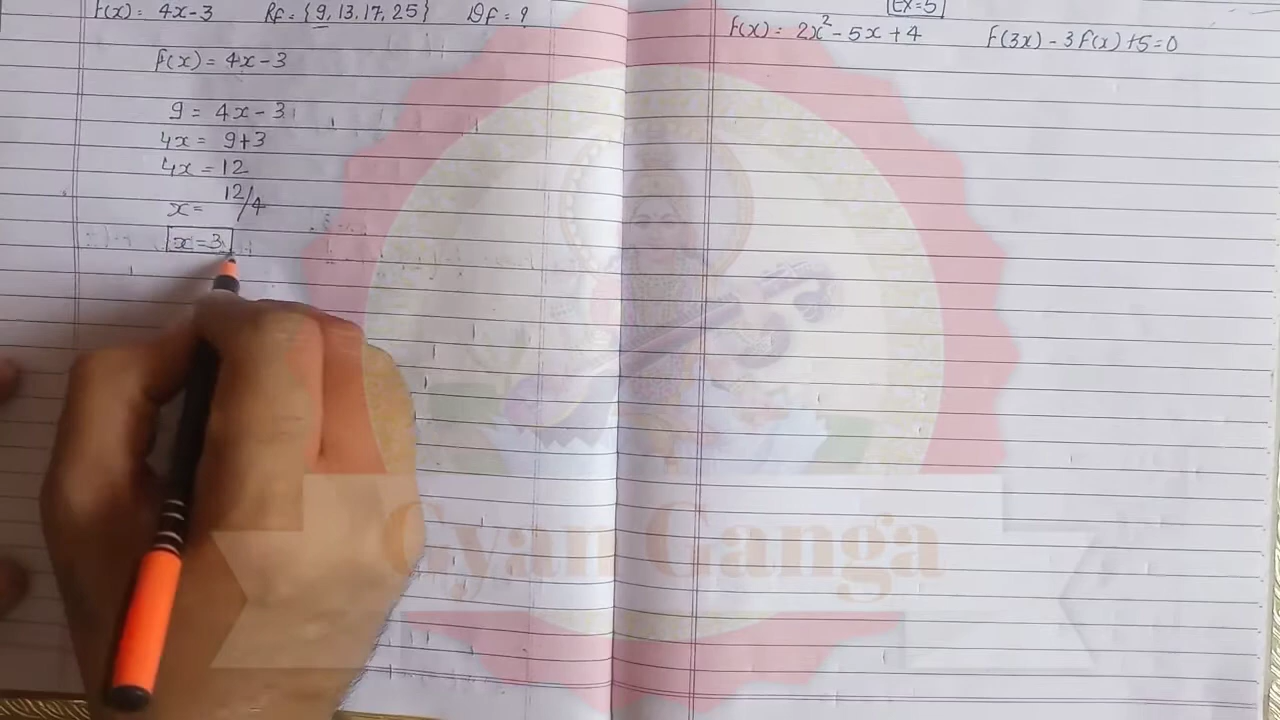 f(x) = 4x-3 Rf = {9, 13, 17, 25} Df = ?
f(x) = 4x-3
9 = 4x-3
4x = 9+3
4x = 12
x = 12/4
x=3
Ex=5
f(x) = 2x²-5x+4 f(3x)-3f(x)+5=0
Gyan Ganga